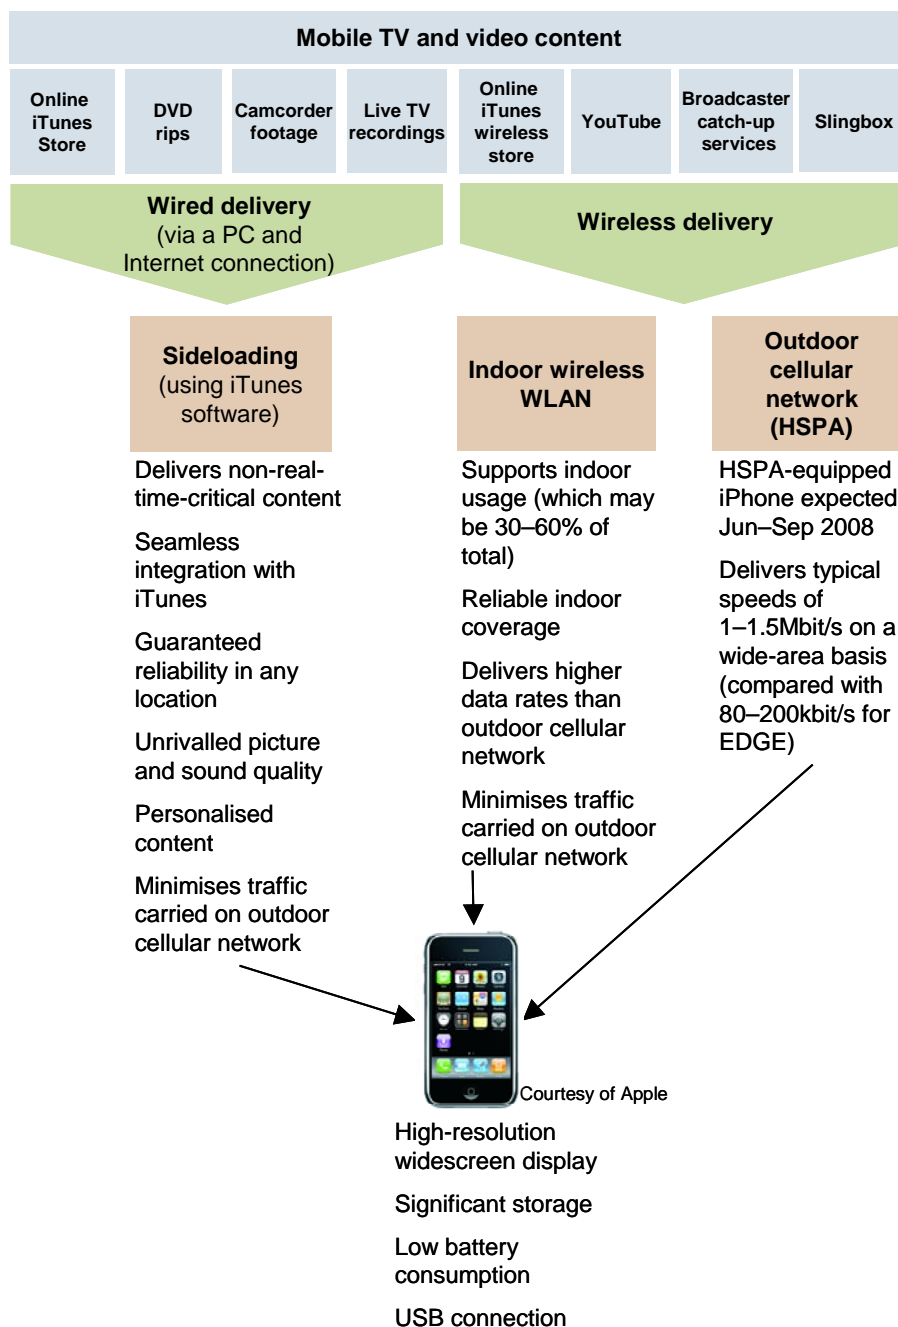 Mobile TV and video content
Online
iTunes
Store
DVD
rips
Camcorder
footage
Live TV
recordings
Online
iTunes
wireless
store
YouTube
Broadcaster
catch-up
services
Slingbox
Wired delivery
(via a PC and
Internet connection)
Wireless delivery
Sideloading
(using iTunes
software)
Delivers non-real-
time-critical content
Seamless
integration with
iTunes
Guaranteed
reliability in any
location
Unrivalled picture
and sound quality
Personalised
content
Minimises traffic
carried on outdoor
cellular network
Indoor wireless
WLAN
Supports indoor
usage (which may
be 30–60% of
total)
Reliable indoor
coverage
Delivers higher
data rates than
outdoor cellular
network
Minimises traffic
carried on outdoor
cellular network
Outdoor
cellular
network
(HSPA)
HSPA-equipped
iPhone expected
Jun–Sep 2008
Delivers typical
speeds of
1–1.5Mbit/s on a
wide-area basis
(compared with
80–200kbit/s for
EDGE)
Courtesy of Apple
High-resolution
widescreen display
Significant storage
Low battery
consumption
USB connection